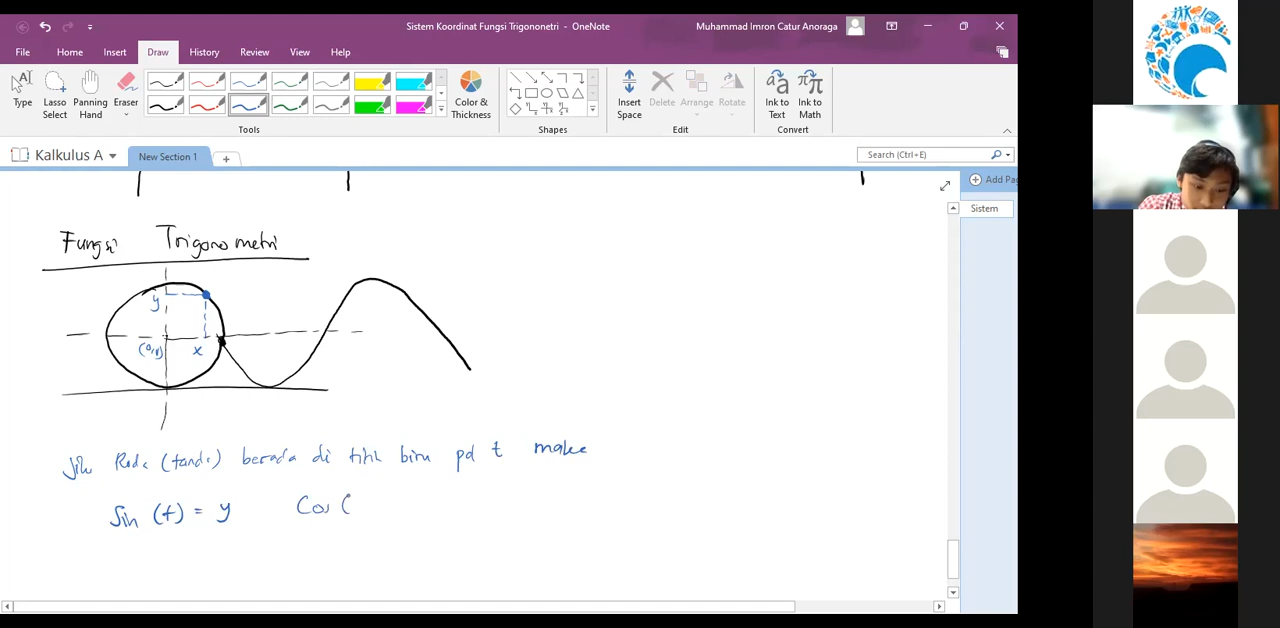 Sistem Koordinat Fungsi Trigononetri - OneNote
Muhammad Imron Catur Anoraga
File Home Insert Draw History Review View Help
Type
Lasso Select
Panning Hand
Eraser
Color & Thickness
Insert Space
Delete
Arrange
Rotate
Ink to Text
Ink to Math
Tools
Shapes
Edit
Convert
Kalkulus A
New Section 1
Search (Ctrl+E)
Add Pag
Sistem
Fungsi Trigonometri
y
(0,0) x
Jika Roda (tanda) berada di titik biru pd t maka
Sin (t) = y Cos (